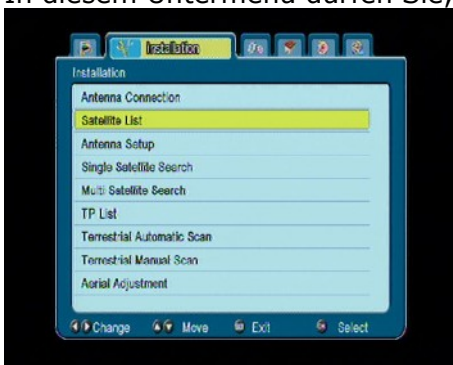 In diesem Untermenü dürfen Sie,
Installation
Installation
Antenna Connection
Satellite List
Antenna Setup
Single Satellite Search
Multi Satellite Search
TP List
Terrestrial Automatic Scan
Terrestrial Manual Scan
Aerial Adjustment
Change Move Exit Select